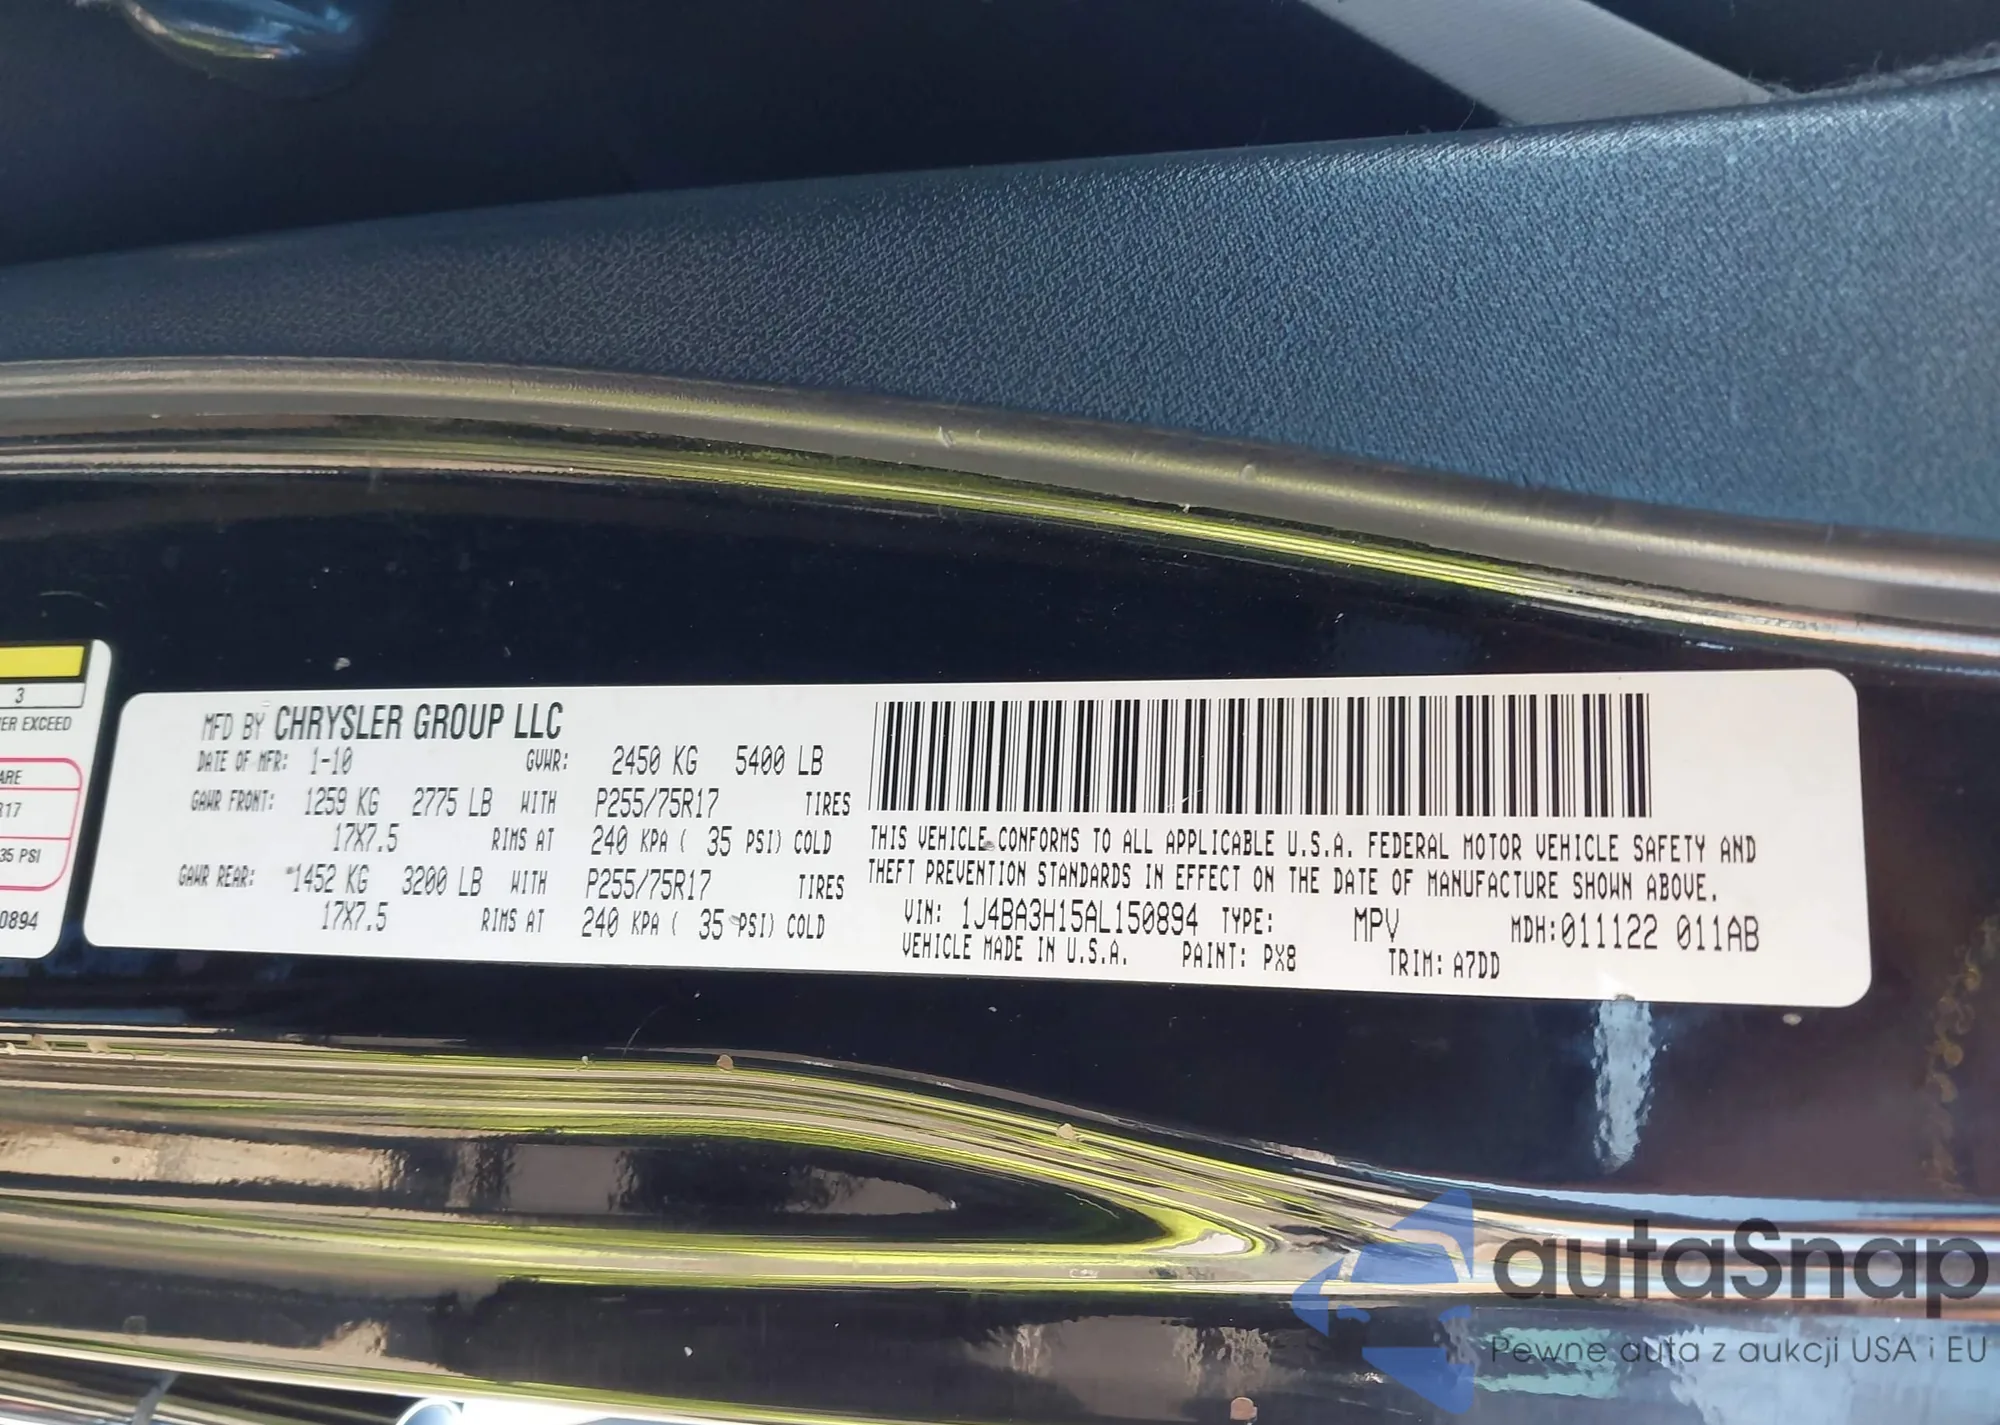 3
ER EXCEED
ARE
R17
35 PSI
0894
MFD BY CHRYSLER GROUP LLC
DATE OF MFR: 1-10 GVWR: 2450 KG 5400 LB
GAWR FRONT: 1259 KG 2775 LB WITH P255/75R17 TIRES
17X7.5 RIMS AT 240 KPA ( 35 PSI) COLD
GAWR REAR: 1452 KG 3200 LB WITH P255/75R17 TIRES
17X7.5 RIMS AT 240 KPA ( 35 PSI) COLD
THIS VEHICLE CONFORMS TO ALL APPLICABLE U.S.A. FEDERAL MOTOR VEHICLE SAFETY AND
THEFT PREVENTION STANDARDS IN EFFECT ON THE DATE OF MANUFACTURE SHOWN ABOVE.
VIN: 1J4BA3H15AL150894 TYPE: MPV MDH:011122 011AB
VEHICLE MADE IN U.S.A. PAINT: PX8 TRIM: A7DD
autaSnap
Pewne auta z aukcji USA i EU